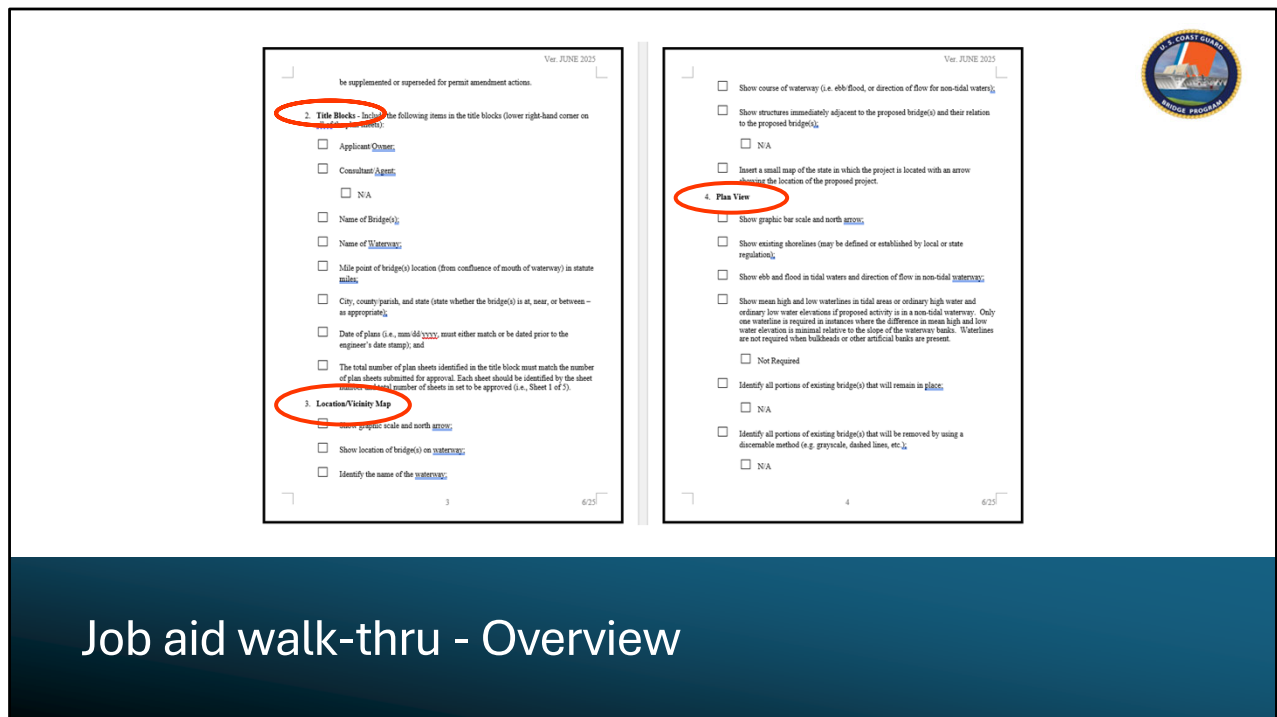 Ver. JUNE 2025
be supplemented or superseded for permit amendment actions.
2. Title Blocks - Include the following items in the title blocks (lower right-hand corner on
all of the plan sheets):
Applicant/Owner;
Consultant/Agent;
N/A
Name of Bridge(s);
Name of Waterway;
Mile point of bridge(s) location (from confluence of mouth of waterway) in statute
miles;
City, county/parish, and state (state whether the bridge(s) is at, near, or between –
as appropriate);
Date of plans (i.e., mm/dd/yyyy, must either match or be dated prior to the
engineer's date stamp); and
The total number of plan sheets identified in the title block must match the number
of plan sheets submitted for approval. Each sheet should be identified by the sheet
number and total number of sheets in set to be approved (i.e., Sheet 1 of 5).
3. Location/Vicinity Map
Show graphic scale and north arrow;
Show location of bridge(s) on waterway;
Identify the name of the waterway;
3
6/25
Ver. JUNE 2025
Show course of waterway (i.e. ebb/flood, or direction of flow for non-tidal waters);
Show structures immediately adjacent to the proposed bridge(s) and their relation
to the proposed bridge(s);
N/A
Insert a small map of the state in which the project is located with an arrow
showing the location of the proposed project.
4. Plan View
Show graphic bar scale and north arrow;
Show existing shorelines (may be defined or established by local or state
regulation);
Show ebb and flood in tidal waters and direction of flow in non-tidal waterway;
Show mean high and low waterlines in tidal areas or ordinary high water and
ordinary low water elevations if proposed activity is in a non-tidal waterway. Only
one waterline is required in instances where the difference in mean high and low
water elevation is minimal relative to the slope of the waterway banks. Waterlines
are not required when bulkheads or other artificial banks are present.
Not Required
Identify all portions of existing bridge(s) that will remain in place;
N/A
Identify all portions of existing bridge(s) that will be removed by using a
discernable method (e.g. grayscale, dashed lines, etc.);
N/A
4
6/25
U. S. COAST GUARD
BRIDGE PROGRAM
Job aid walk-thru - Overview